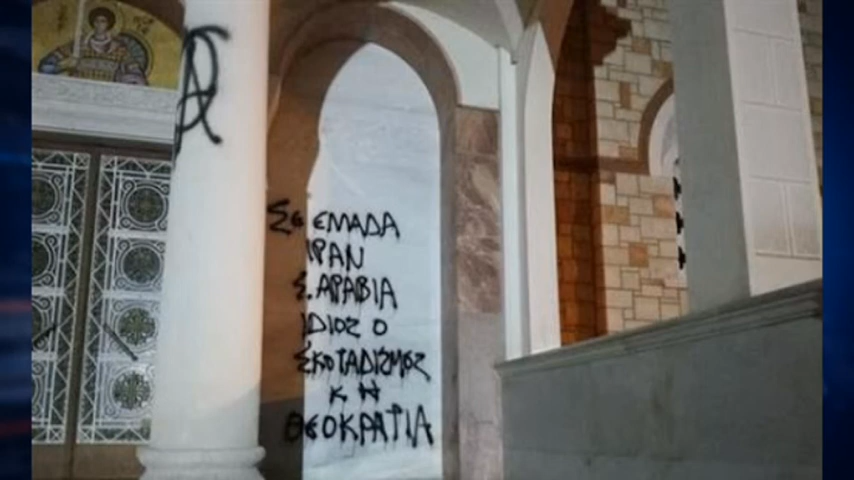 ΣΕ ΕΛΛΑΔΑ
ΙΡΑΝ
Σ. ΑΡΑΒΙΑ
ΙΔΙΟΣ Ο
ΣΚΟΤΑΔΙΣΜΟΣ
Κ Η
ΘΕΟΚΡΑΤΙΑ